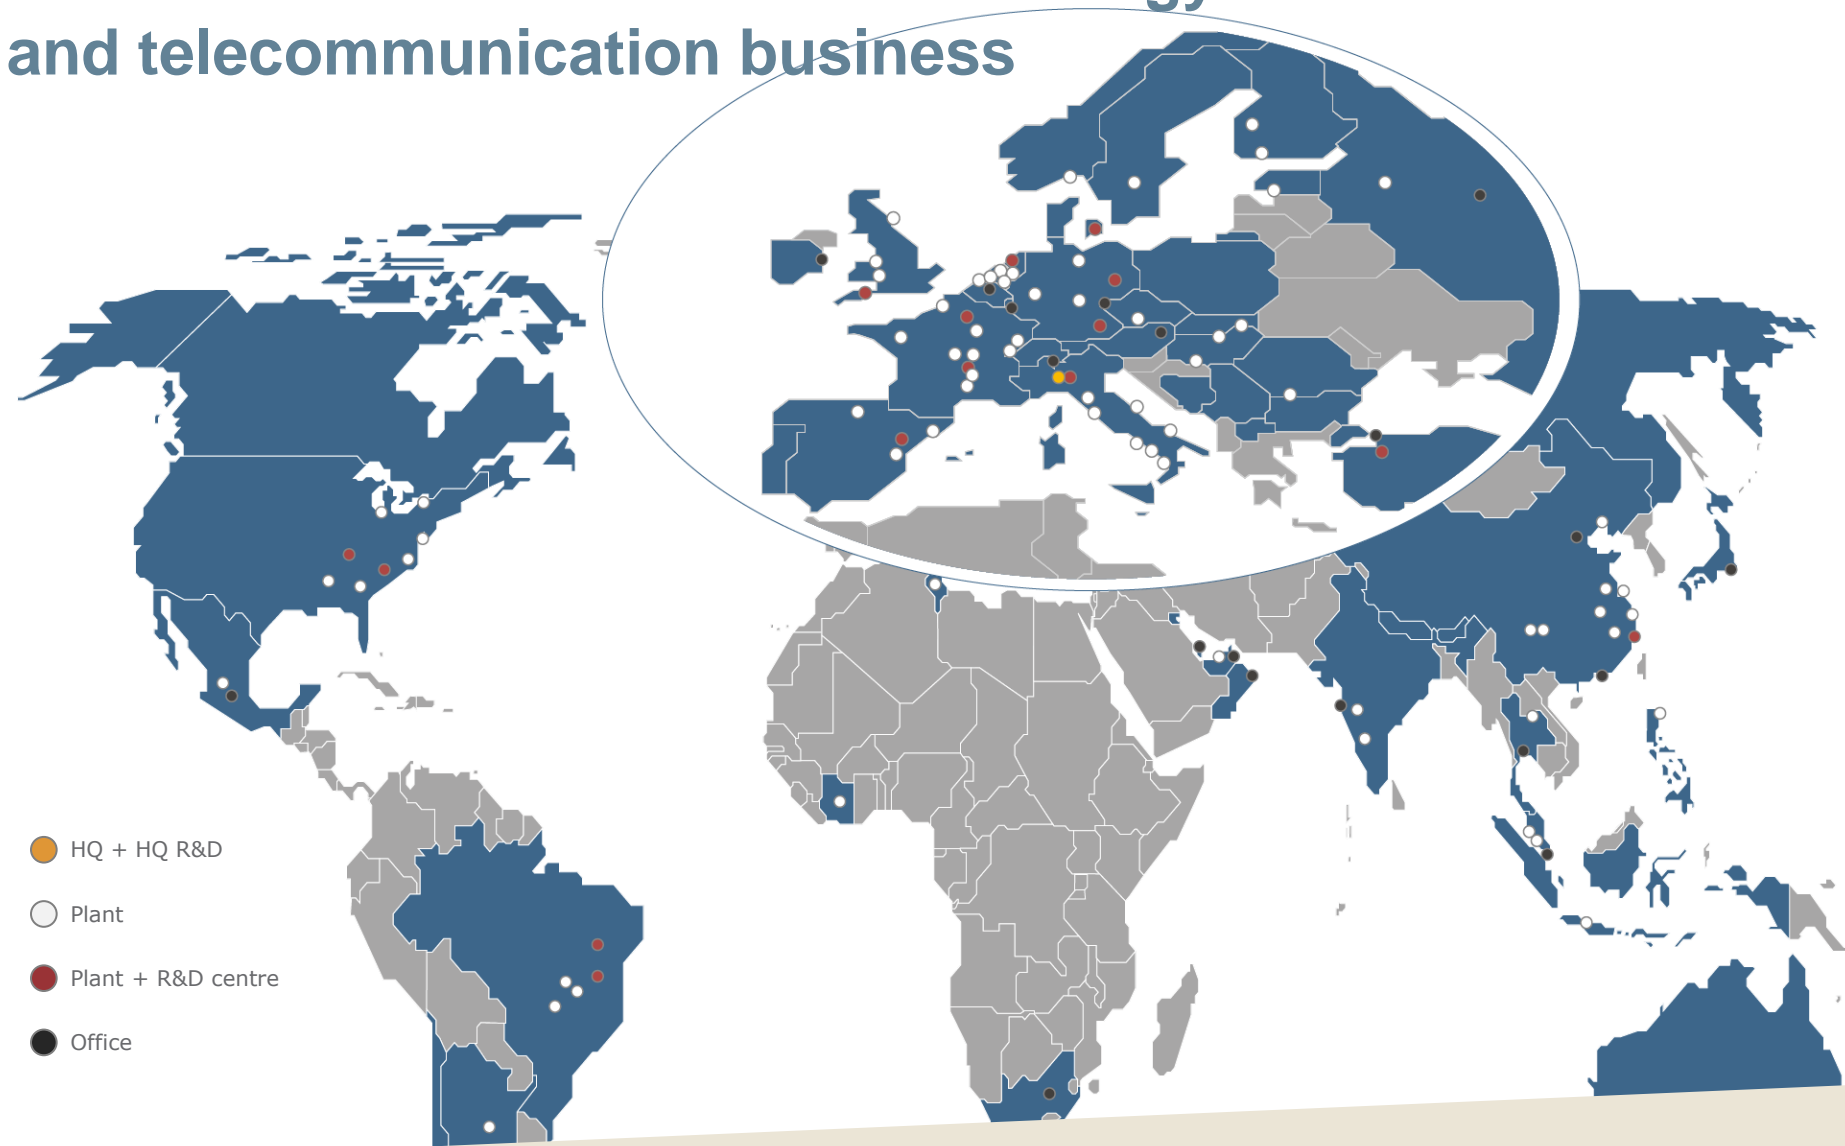 and telecommunication business
HQ + HQ R&D
Plant
Plant + R&D centre
Office